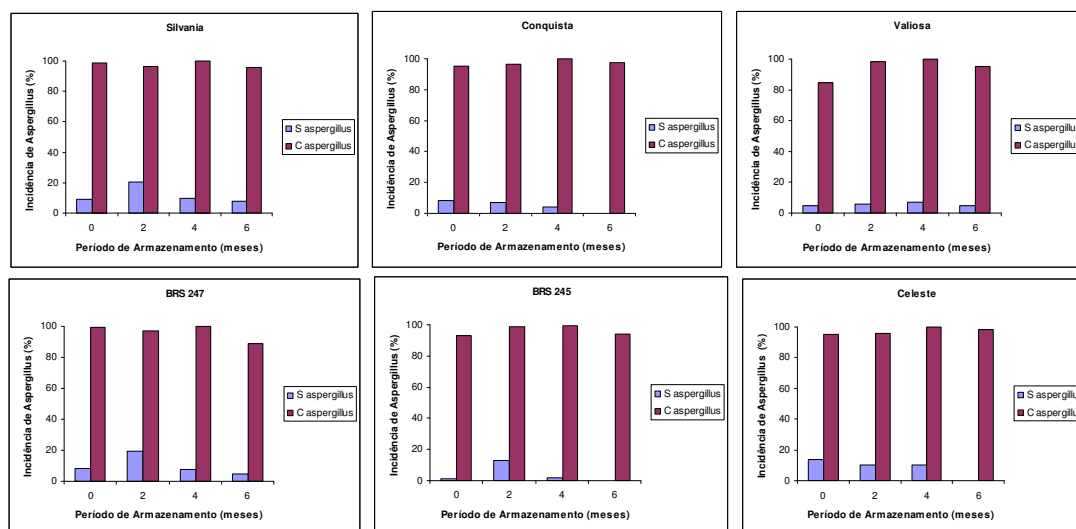 Silvania
Incidência de Aspergillus (%)
100
80
60
40
20
0
0 2 4 6
Período de Armazenamento (meses)
S aspergillus
C aspergillus
Conquista
Incidência de Aspergillus (%)
100
80
60
40
20
0
0 2 4 6
Período de Armazenamento (meses)
S aspergillus
C aspergillus
Valiosa
Incidência de Aspergillus (%)
100
80
60
40
20
0
0 2 4 6
Período de Armazenamento (meses)
S aspergillus
C aspergillus
BRS 247
Incidência de Aspergillus (%)
100
80
60
40
20
0
0 2 4 6
Período de Armazenamento (meses)
S aspergillus
C aspergillus
BRS 245
Incidência de Aspergillus (%)
100
80
60
40
20
0
0 2 4 6
Período de Armazenamento (meses)
S aspergillus
C aspergillus
Celeste
Incidência de Aspergillus (%)
100
80
60
40
20
0
0 2 4 6
Período de Armazenamento (meses)
S aspergillus
C aspergillus